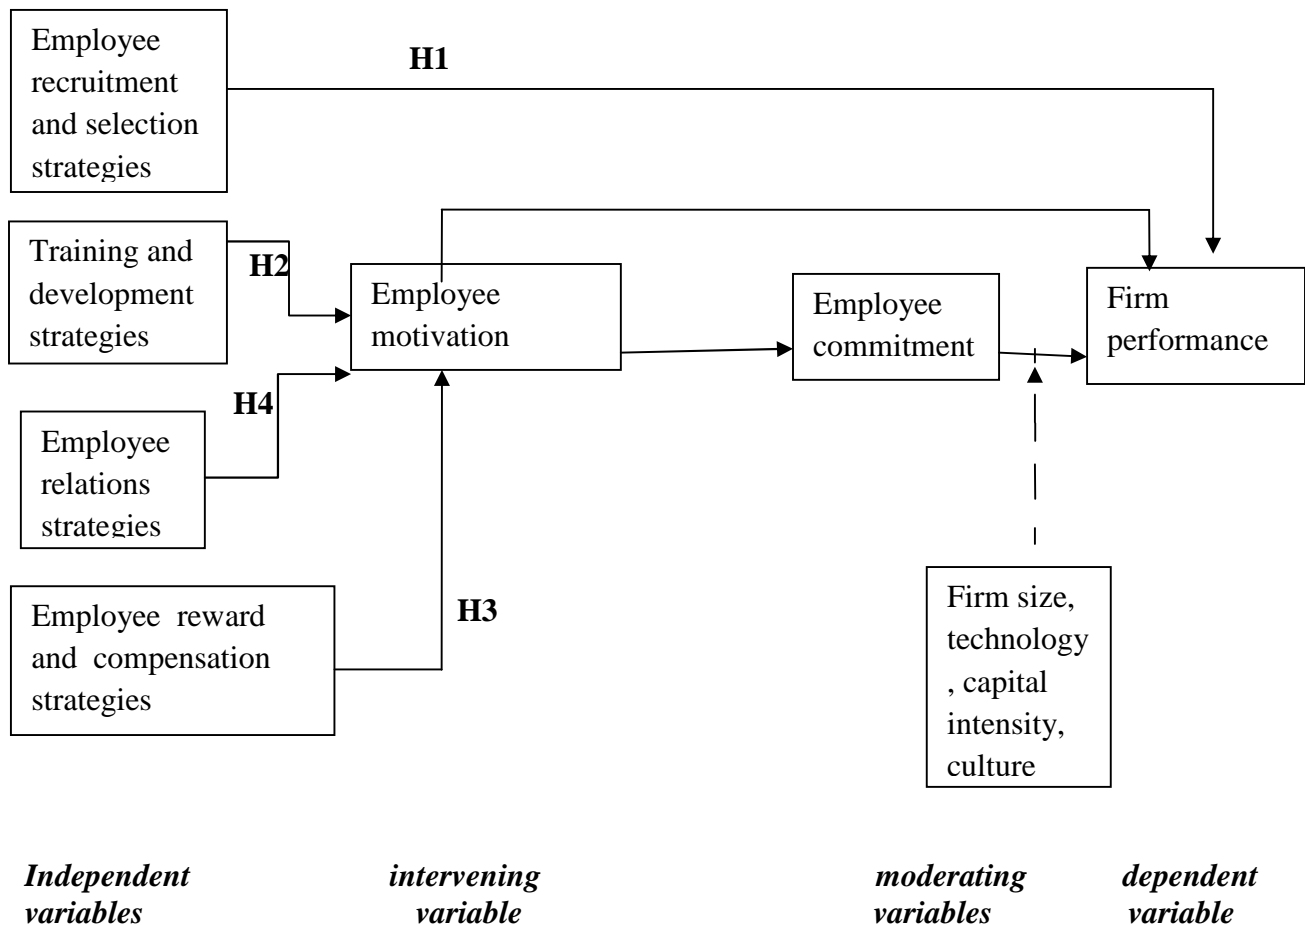 Employee
recruitment
and selection
strategies
H1
Training and
development
strategies
H2
Employee
motivation
Employee
commitment
Firm
performance
H4
Employee
relations
strategies
Employee reward
and compensation
strategies
H3
Firm size,
technology
, capital
intensity,
culture
Independent
variables
intervening
variable
moderating
variables
dependent
variable